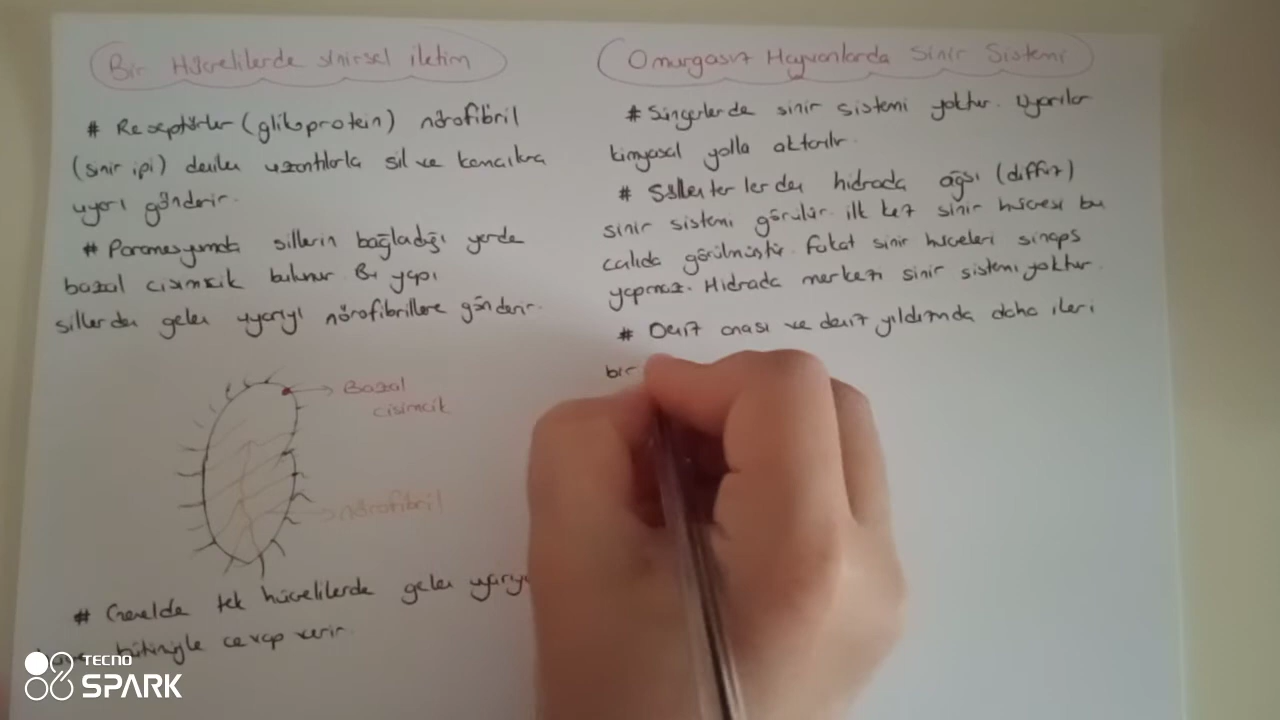 Bir Hücrelilerde sinirsel iletim
# Reseptörler (glikoprotein) nörofibril
(sinir ipi) denilen uzantılarla sil ve kamçılara
uyarı gönderir.
# Paramesyumda sillerin bağladığı yerde
bazal cisimcik bulunur. Bu yapı
sillerden gelen uyarıyı nörofibrillere gönderir.
Bazal
cisimcik
nörofibril
# Genelde tek hücrelilerde gelen uyarıya
bütünüyle cevap verir.
Omurgasız Hayvanlarda Sinir Sistemi
# Süngerlerde sinir sistemi yoktur. Uyarılar
kimyasal yolla aktarılır.
# Sölenterlerden hidrada ağsı (diffüz)
sinir sistemi görülür. ilk kez sinir hücresi bu
canlıda görülmüştür. Fakat sinir hücreleri sinaps
yapmaz. Hidrada merkezi sinir sistemi yoktur.
# Deniz anası ve deniz yıldızında daha ileri
bir
TECNO
SPARK